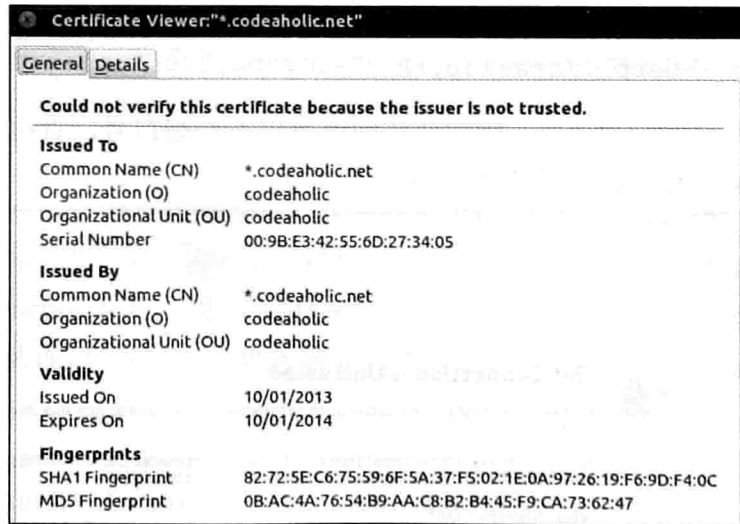 Certificate Viewer:"*.codeaholic.net"
General Details
Could not verify this certificate because the issuer is not trusted.
Issued To
Common Name (CN) *.codeaholic.net
Organization (O) codeaholic
Organizational Unit (OU) codeaholic
Serial Number 00:9B:E3:42:55:6D:27:34:05
Issued By
Common Name (CN) *.codeaholic.net
Organization (O) codeaholic
Organizational Unit (OU) codeaholic
Validity
Issued On 10/01/2013
Expires On 10/01/2014
Fingerprints
SHA1 Fingerprint 82:72:5E:C6:75:59:6F:5A:37:F5:02:1E:0A:97:26:19:F6:9D:F4:0C
MD5 Fingerprint 0B:AC:4A:76:54:B9:AA:C8:B2:B4:45:F9:CA:73:62:47